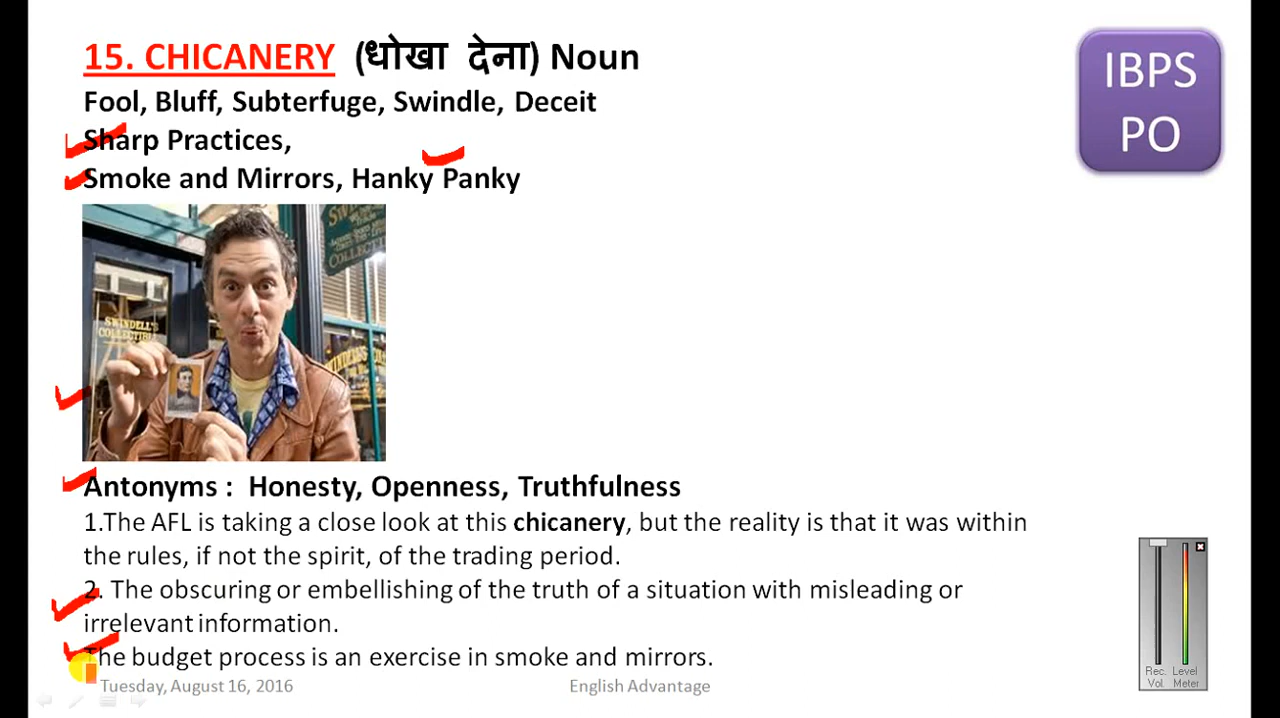 15. CHICANERY (धोखा देना) Noun
IBPS
PO
Fool, Bluff, Subterfuge, Swindle, Deceit
Sharp Practices,
Smoke and Mirrors, Hanky Panky
SWINDELL'S
Antonyms : Honesty, Openness, Truthfulness
1.The AFL is taking a close look at this chicanery, but the reality is that it was within
the rules, if not the spirit, of the trading period.
2. The obscuring or embellishing of the truth of a situation with misleading or
irrelevant information.
The budget process is an exercise in smoke and mirrors.
Rec. Level
Vol. Meter
Tuesday, August 16, 2016 English Advantage